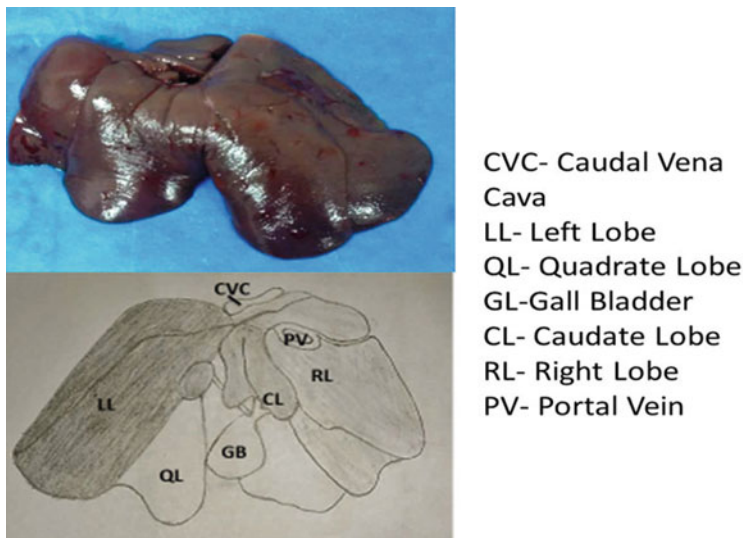 CVC- Caudal Vena
Cava
LL- Left Lobe
QL- Quadrate Lobe
GL-Gall Bladder
CL- Caudate Lobe
RL- Right Lobe
PV- Portal Vein
CVC
PV
RL
LL
CL
GB
QL